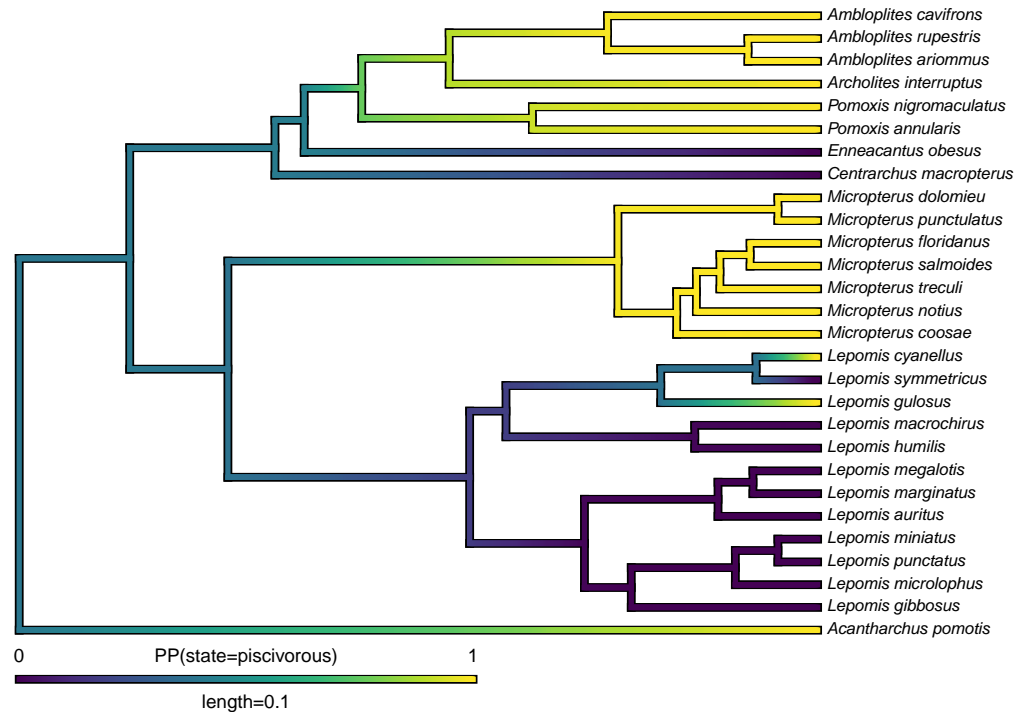 Ambloplites cavifrons
Ambloplites rupestris
Ambloplites ariommus
Archolites interruptus
Pomoxis nigromaculatus
Pomoxis annularis
Enneacantus obesus
Centrarchus macropterus
Micropterus dolomieu
Micropterus punctulatus
Micropterus floridanus
Micropterus salmoides
Micropterus treculi
Micropterus notius
Micropterus coosae
Lepomis cyanellus
Lepomis symmetricus
Lepomis gulosus
Lepomis macrochirus
Lepomis humilis
Lepomis megalotis
Lepomis marginatus
Lepomis auritus
Lepomis miniatus
Lepomis punctatus
Lepomis microlophus
Lepomis gibbosus
Acantharchus pomotis
0 PP(state=piscivorous) 1
length=0.1